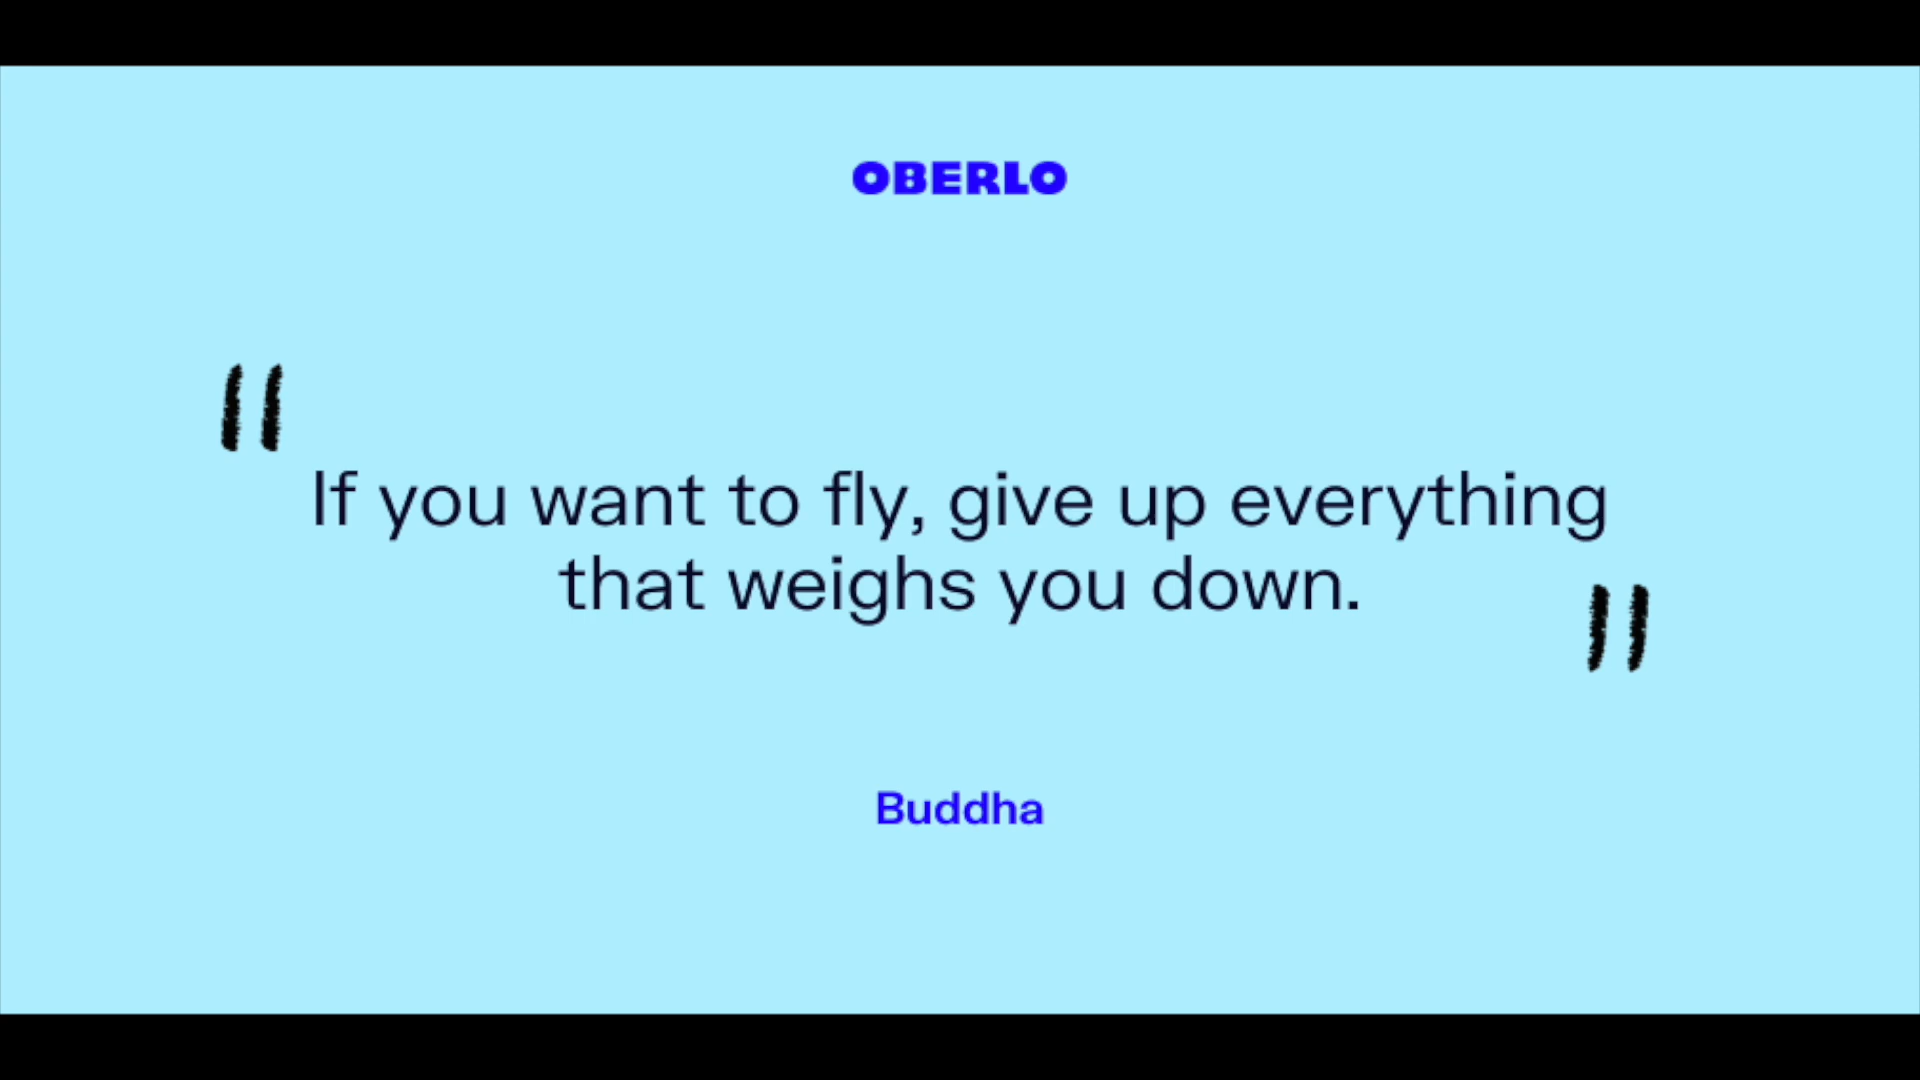 OBERLO
"If you want to fly, give up everything
that weighs you down."
Buddha